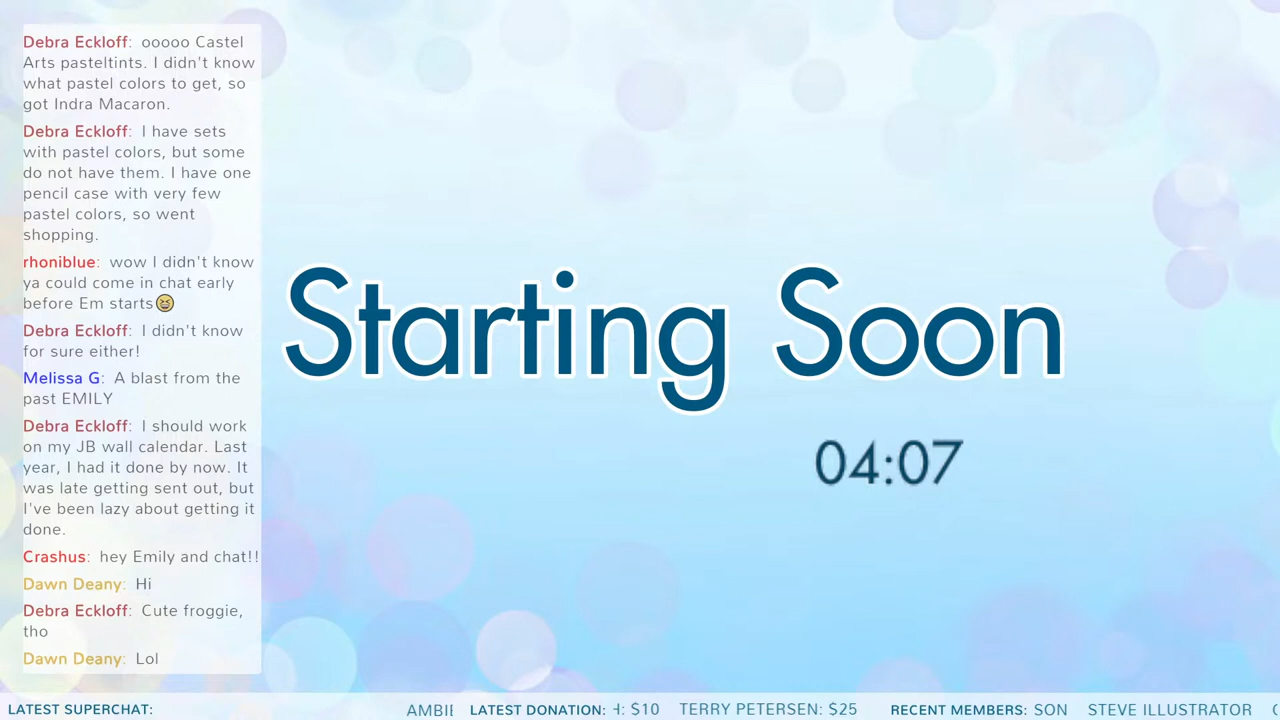 Debra Eckloff: ooooo Castel
Arts pasteltints. I didn't know
what pastel colors to get, so
got Indra Macaron.
Debra Eckloff: I have sets
with pastel colors, but some
do not have them. I have one
pencil case with very few
pastel colors, so went
shopping.
rhoniblue: wow I didn't know
ya could come in chat early
before Em starts😆
Debra Eckloff: I didn't know
for sure either!
Melissa G: A blast from the
past EMILY
Debra Eckloff: I should work
on my JB wall calendar. Last
year, I had it done by now. It
was late getting sent out, but
I've been lazy about getting it
done.
Crashus: hey Emily and chat!!
Dawn Deany: Hi
Debra Eckloff: Cute froggie,
tho
Dawn Deany: Lol
Starting Soon
04:07
LATEST SUPERCHAT: LATEST DONATION: : $10 TERRY PETERSEN: $25 RECENT MEMBERS: SON STEVE ILLUSTRATOR